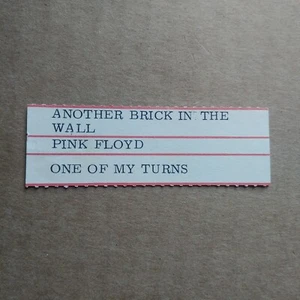 ANOTHER BRICK IN THE
WALL
PINK FLOYD
ONE OF MY TURNS